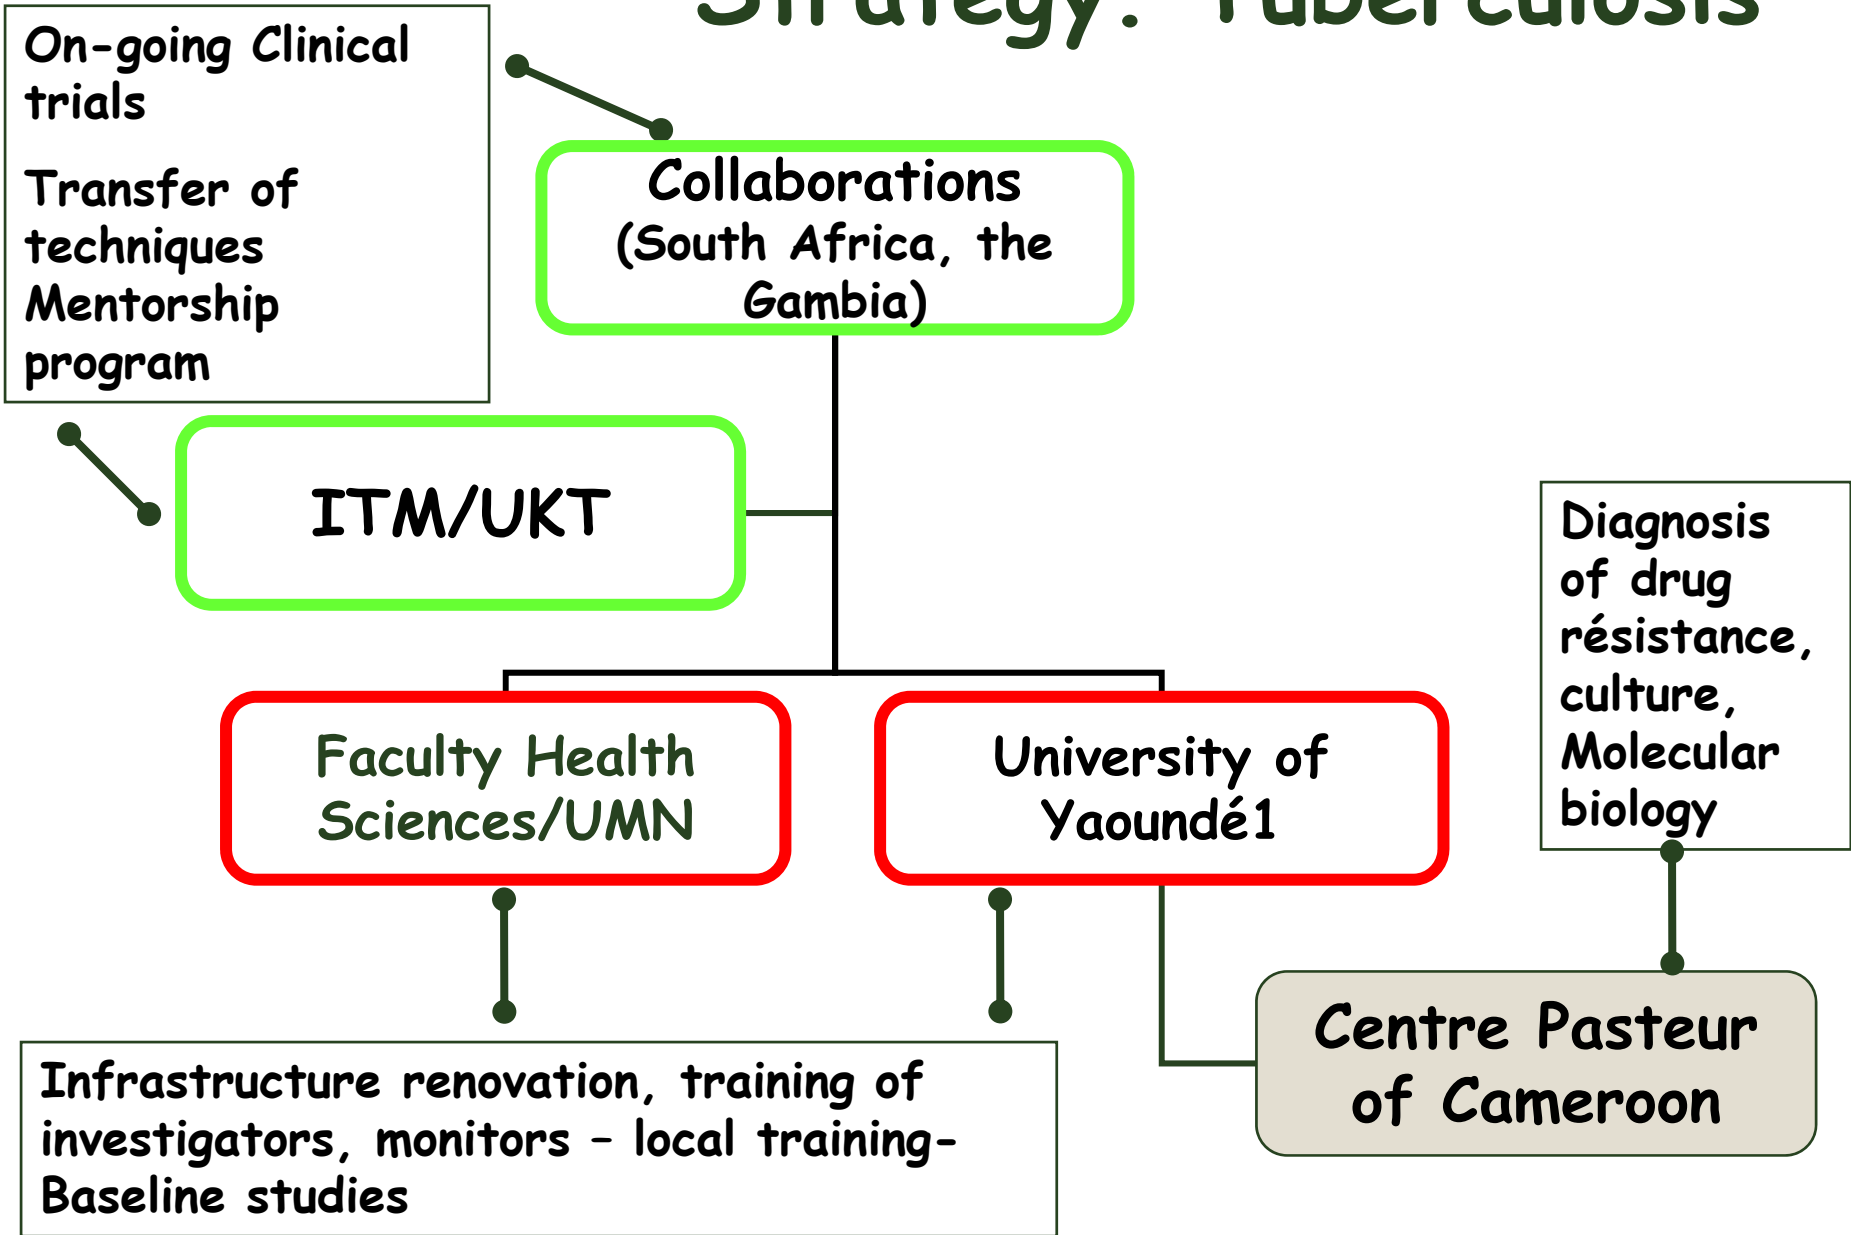 Strategy: Tuberculosis
On-going Clinical
trials
Transfer of
techniques
Mentorship
program
Collaborations
(South Africa, the
Gambia)
ITM/UKT
Diagnosis
of drug
résistance,
culture,
Molecular
biology
Faculty Health
Sciences/UMN
University of
Yaoundé1
Centre Pasteur
of Cameroon
Infrastructure renovation, training of
investigators, monitors – local training-
Baseline studies